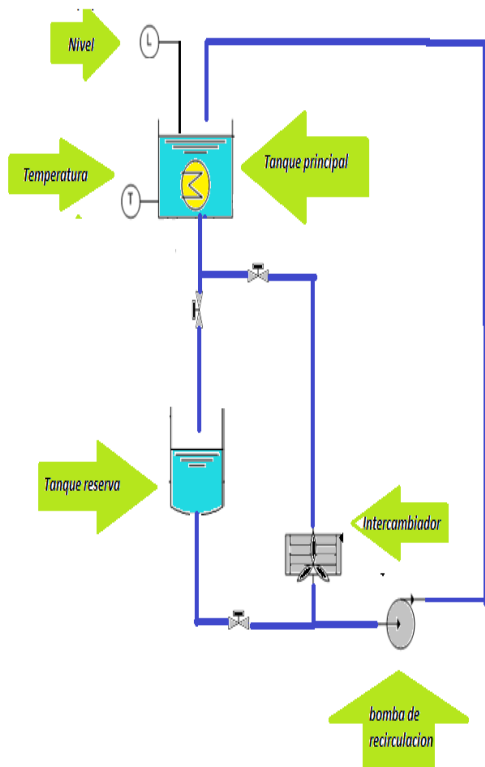 Nivel
L
Tanque principal
Temperatura
T
Tanque reserva
Intercambiador
bomba de
recirculacion